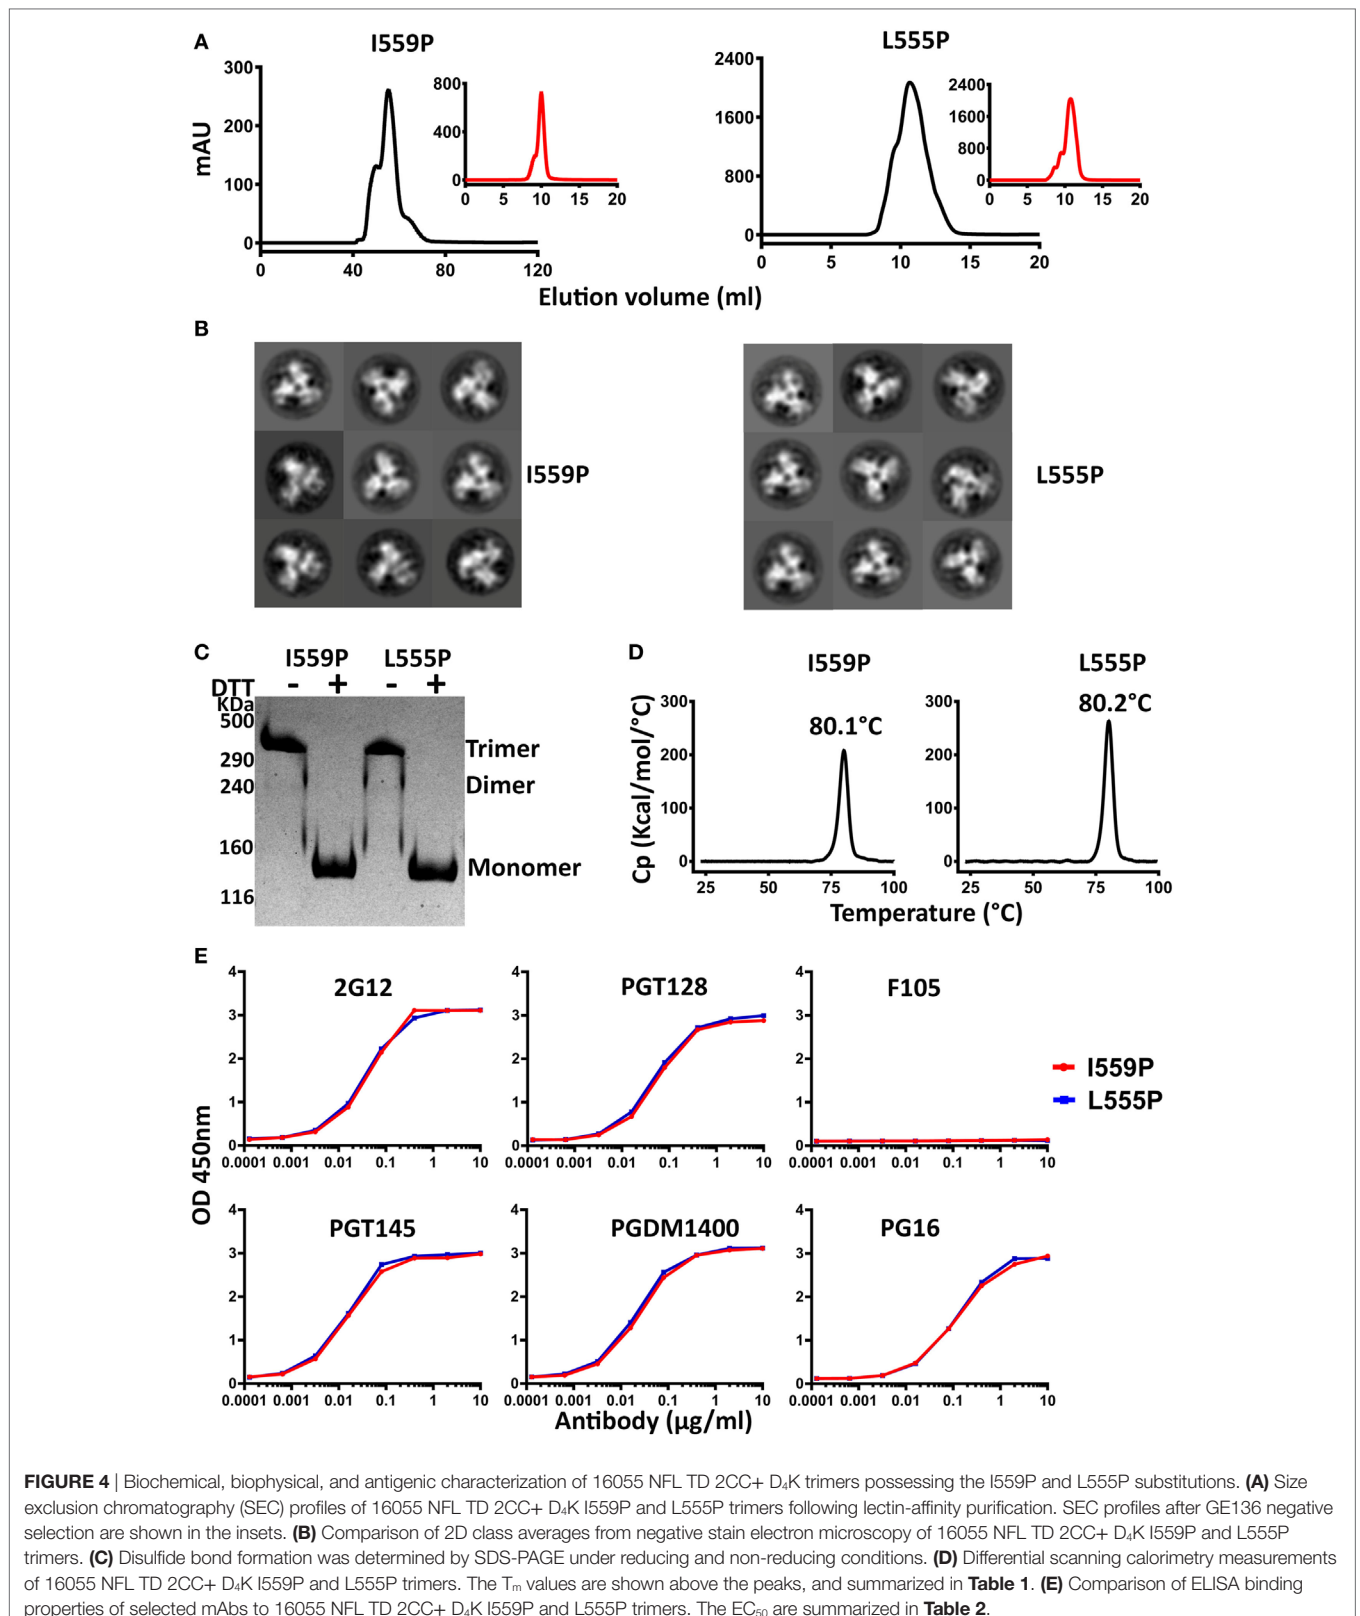 A
I559P
L555P
mAU
300
200
100
0
0 40 80 120
800
400
0
0 5 10 15 20
2400
1600
800
0
0 5 10 15 20
2400
1600
800
0
0 5 10 15 20
Elution volume (ml)
B
I559P
L555P
C
I559P L555P
DTT - + - +
KDa
500
290
240
160
116
Trimer
Dimer
Monomer
D
I559P
L555P
80.1°C
80.2°C
Cp (Kcal/mol/°C)
300
200
100
0
25 50 75 100
300
200
100
0
25 50 75 100
Temperature (°C)
E
OD 450nm
2G12
4
3
2
1
0
0.0001 0.001 0.01 0.1 1 10
PGT128
4
3
2
1
0
0.0001 0.001 0.01 0.1 1 10
F105
4
3
2
1
0
0.0001 0.001 0.01 0.1 1 10
I559P
L555P
PGT145
4
3
2
1
0
0.0001 0.001 0.01 0.1 1 10
PGDM1400
4
3
2
1
0
0.0001 0.001 0.01 0.1 1 10
PG16
4
3
2
1
0
0.0001 0.001 0.01 0.1 1 10
Antibody (µg/ml)
FIGURE 4 | Biochemical, biophysical, and antigenic characterization of 16055 NFL TD 2CC+ D₄K trimers possessing the I559P and L555P substitutions. (A) Size
exclusion chromatography (SEC) profiles of 16055 NFL TD 2CC+ D₄K I559P and L555P trimers following lectin-affinity purification. SEC profiles after GE136 negative
selection are shown in the insets. (B) Comparison of 2D class averages from negative stain electron microscopy of 16055 NFL TD 2CC+ D₄K I559P and L555P
trimers. (C) Disulfide bond formation was determined by SDS-PAGE under reducing and non-reducing conditions. (D) Differential scanning calorimetry measurements
of 16055 NFL TD 2CC+ D₄K I559P and L555P trimers. The Tₘ values are shown above the peaks, and summarized in Table 1. (E) Comparison of ELISA binding
properties of selected mAbs to 16055 NFL TD 2CC+ D₄K I559P and L555P trimers. The EC₅₀ are summarized in Table 2.